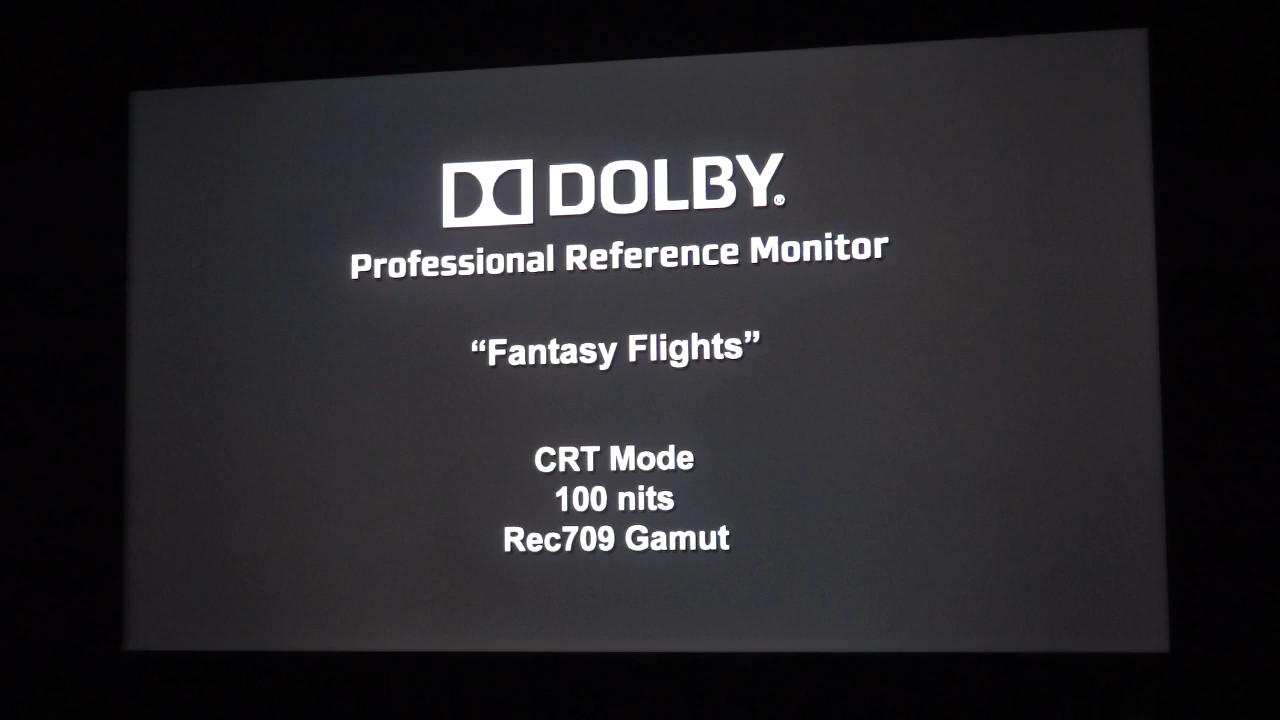 DOLBY®
Professional Reference Monitor
“Fantasy Flights”
CRT Mode
100 nits
Rec709 Gamut